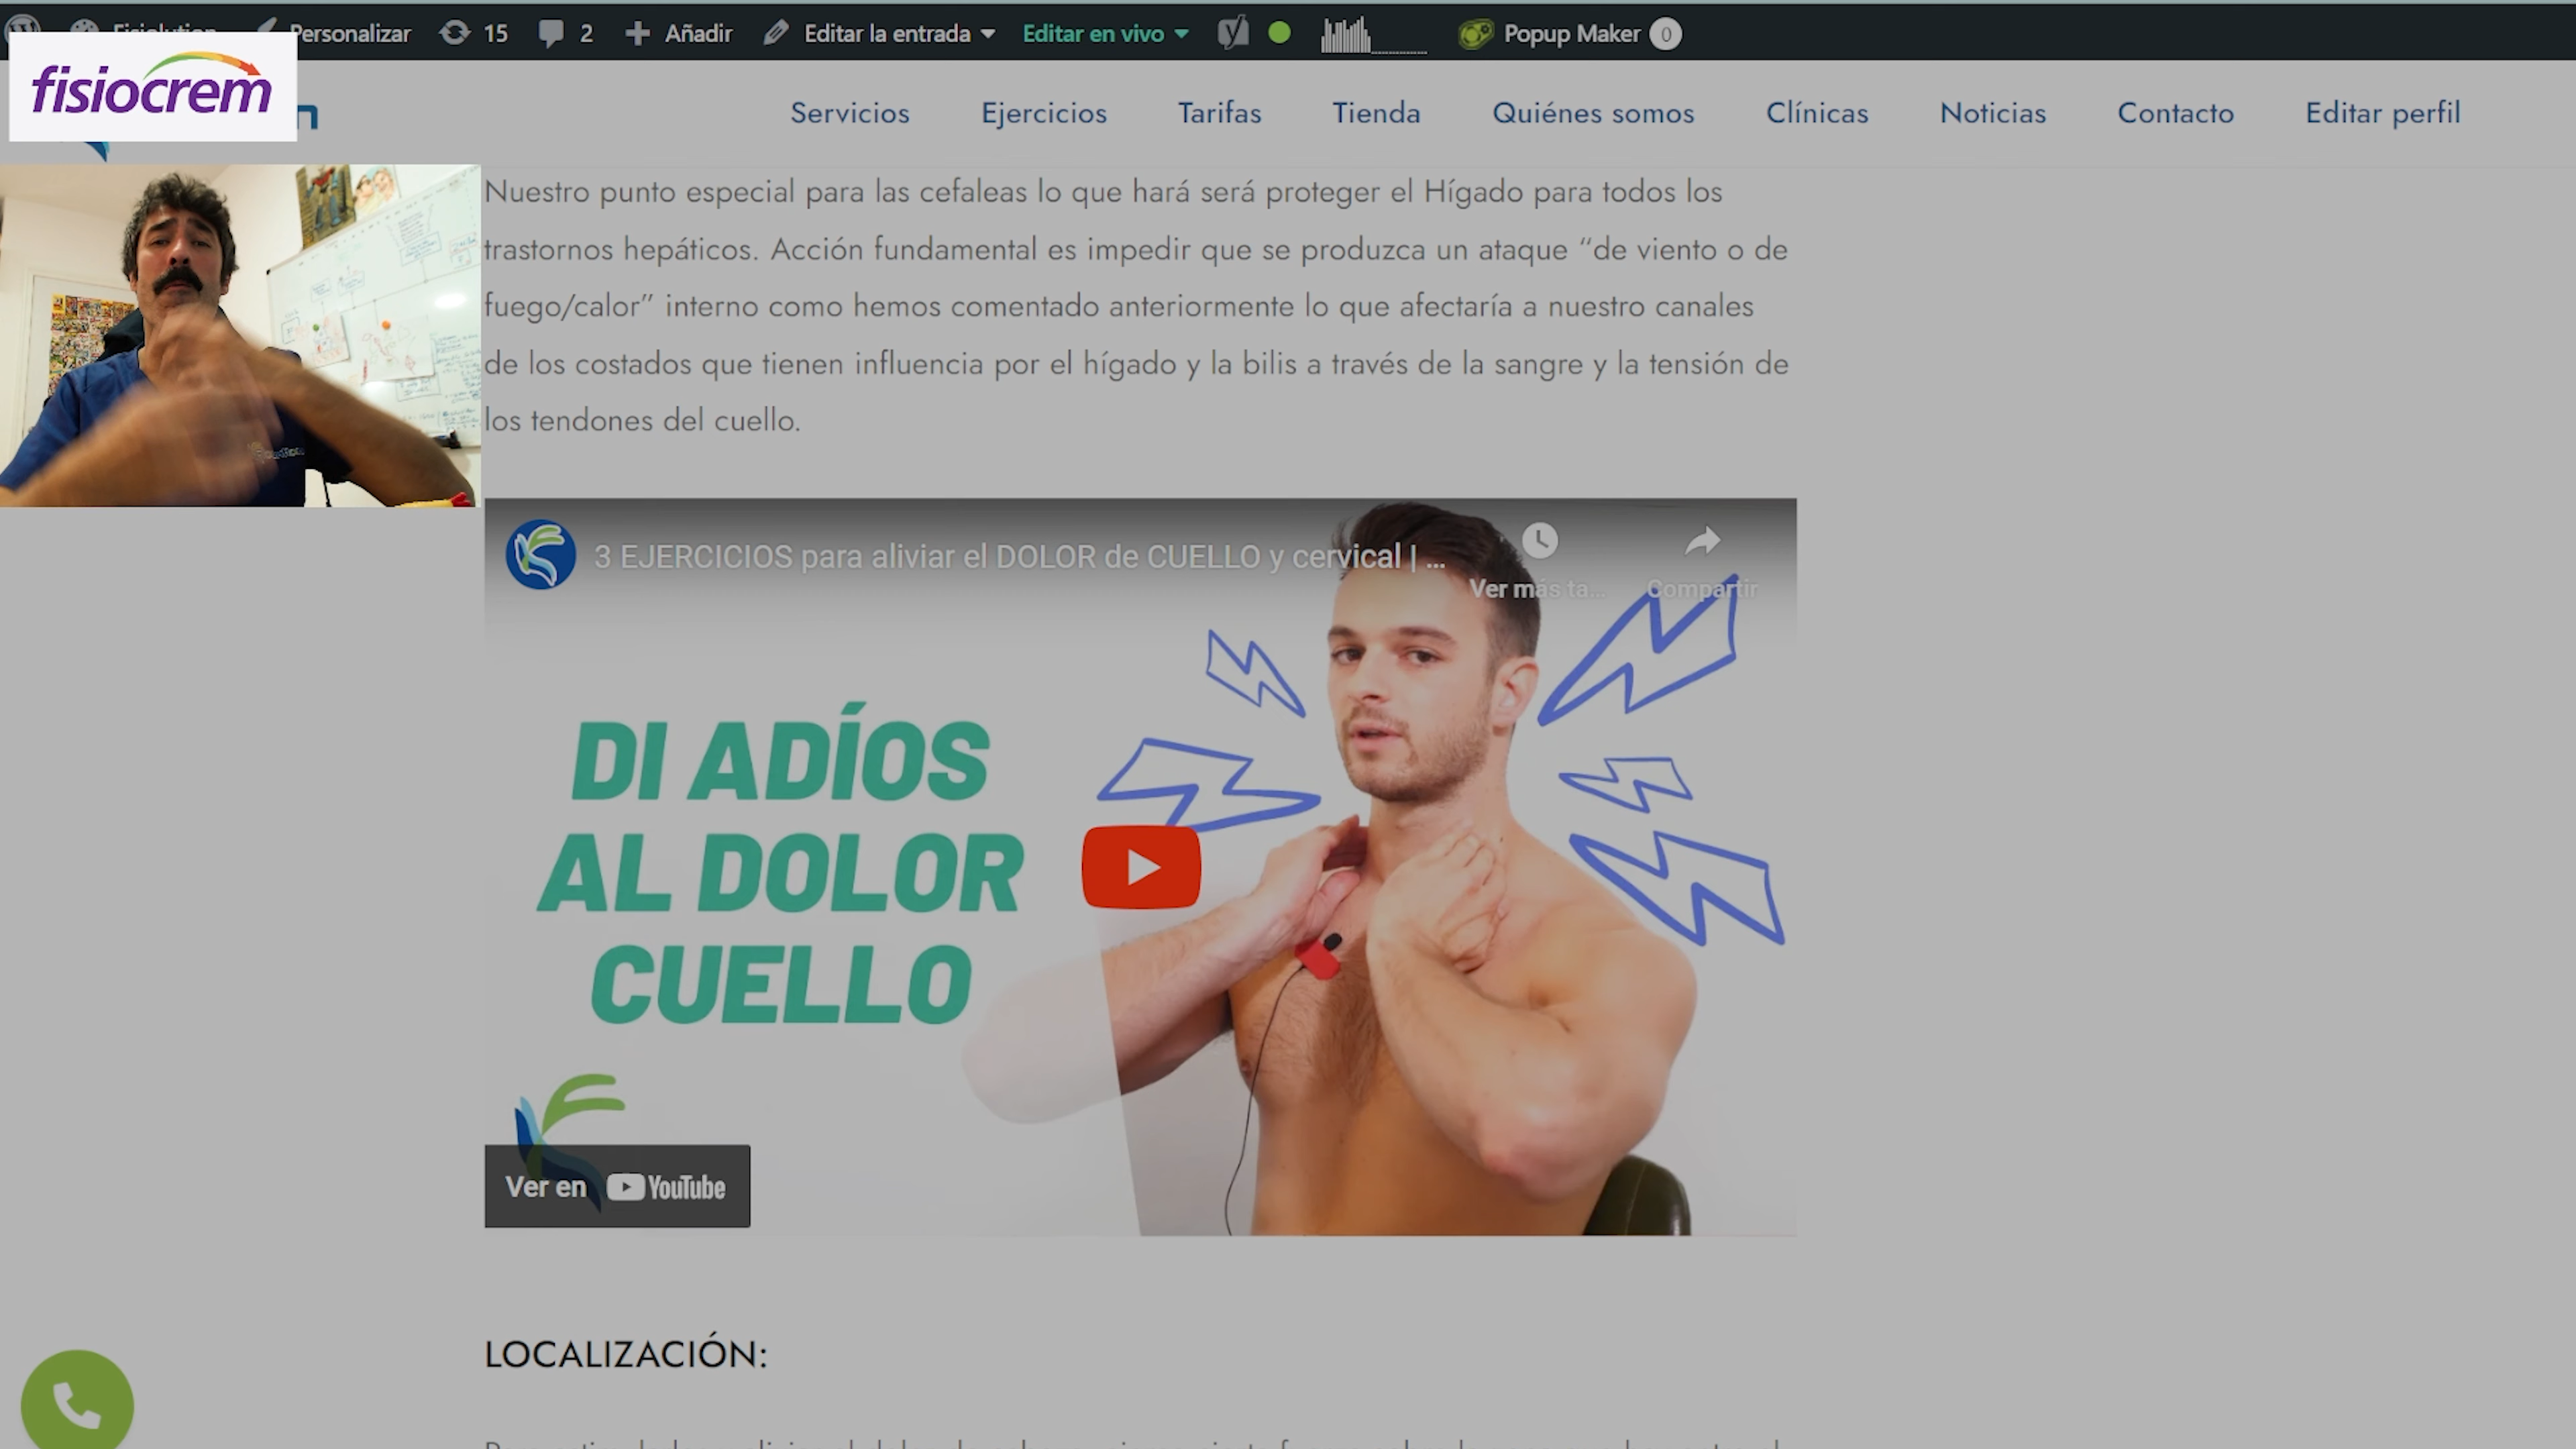 Personalizar 15 2 Añadir Editar la entrada Editar en vivo Popup Maker 0
fisiocrem
Servicios Ejercicios Tarifas Tienda Quiénes somos Clínicas Noticias Contacto Editar perfil
Nuestro punto especial para las cefaleas lo que hará será proteger el Hígado para todos los
trastornos hepáticos. Acción fundamental es impedir que se produzca un ataque “de viento o de
fuego/calor” interno como hemos comentado anteriormente lo que afectaría a nuestro canales
de los costados que tienen influencia por el hígado y la bilis a través de la sangre y la tensión de
los tendones del cuello.
3 EJERCICIOS para aliviar el DOLOR de CUELLO y cervical | ...
Ver más ta... Compartir
DI ADÍOS
AL DOLOR
CUELLO
Ver en YouTube
LOCALIZACIÓN: